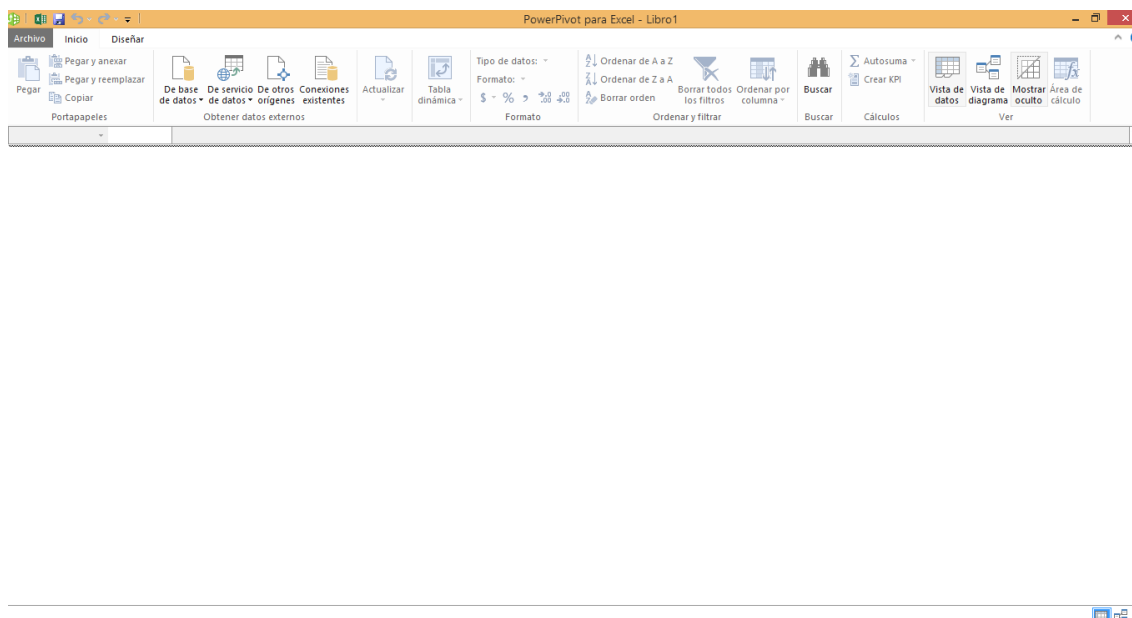 PowerPivot para Excel - Libro1
Archivo Inicio Diseñar
Pegar
Pegar y anexar
Pegar y reemplazar
Copiar
Portapapeles
De base de datos
De servicio de datos
De otros orígenes
Conexiones existentes
Obtener datos externos
Actualizar
Tabla dinámica
Tipo de datos:
Formato:
$ % , .00 .00
Formato
Ordenar de A a Z
Ordenar de Z a A
Borrar orden
Borrar todos los filtros
Ordenar por columna
Ordenar y filtrar
Buscar
Buscar
Autosuma
Crear KPI
Cálculos
Vista de datos
Vista de diagrama
Mostrar oculto
Área de cálculo
Ver